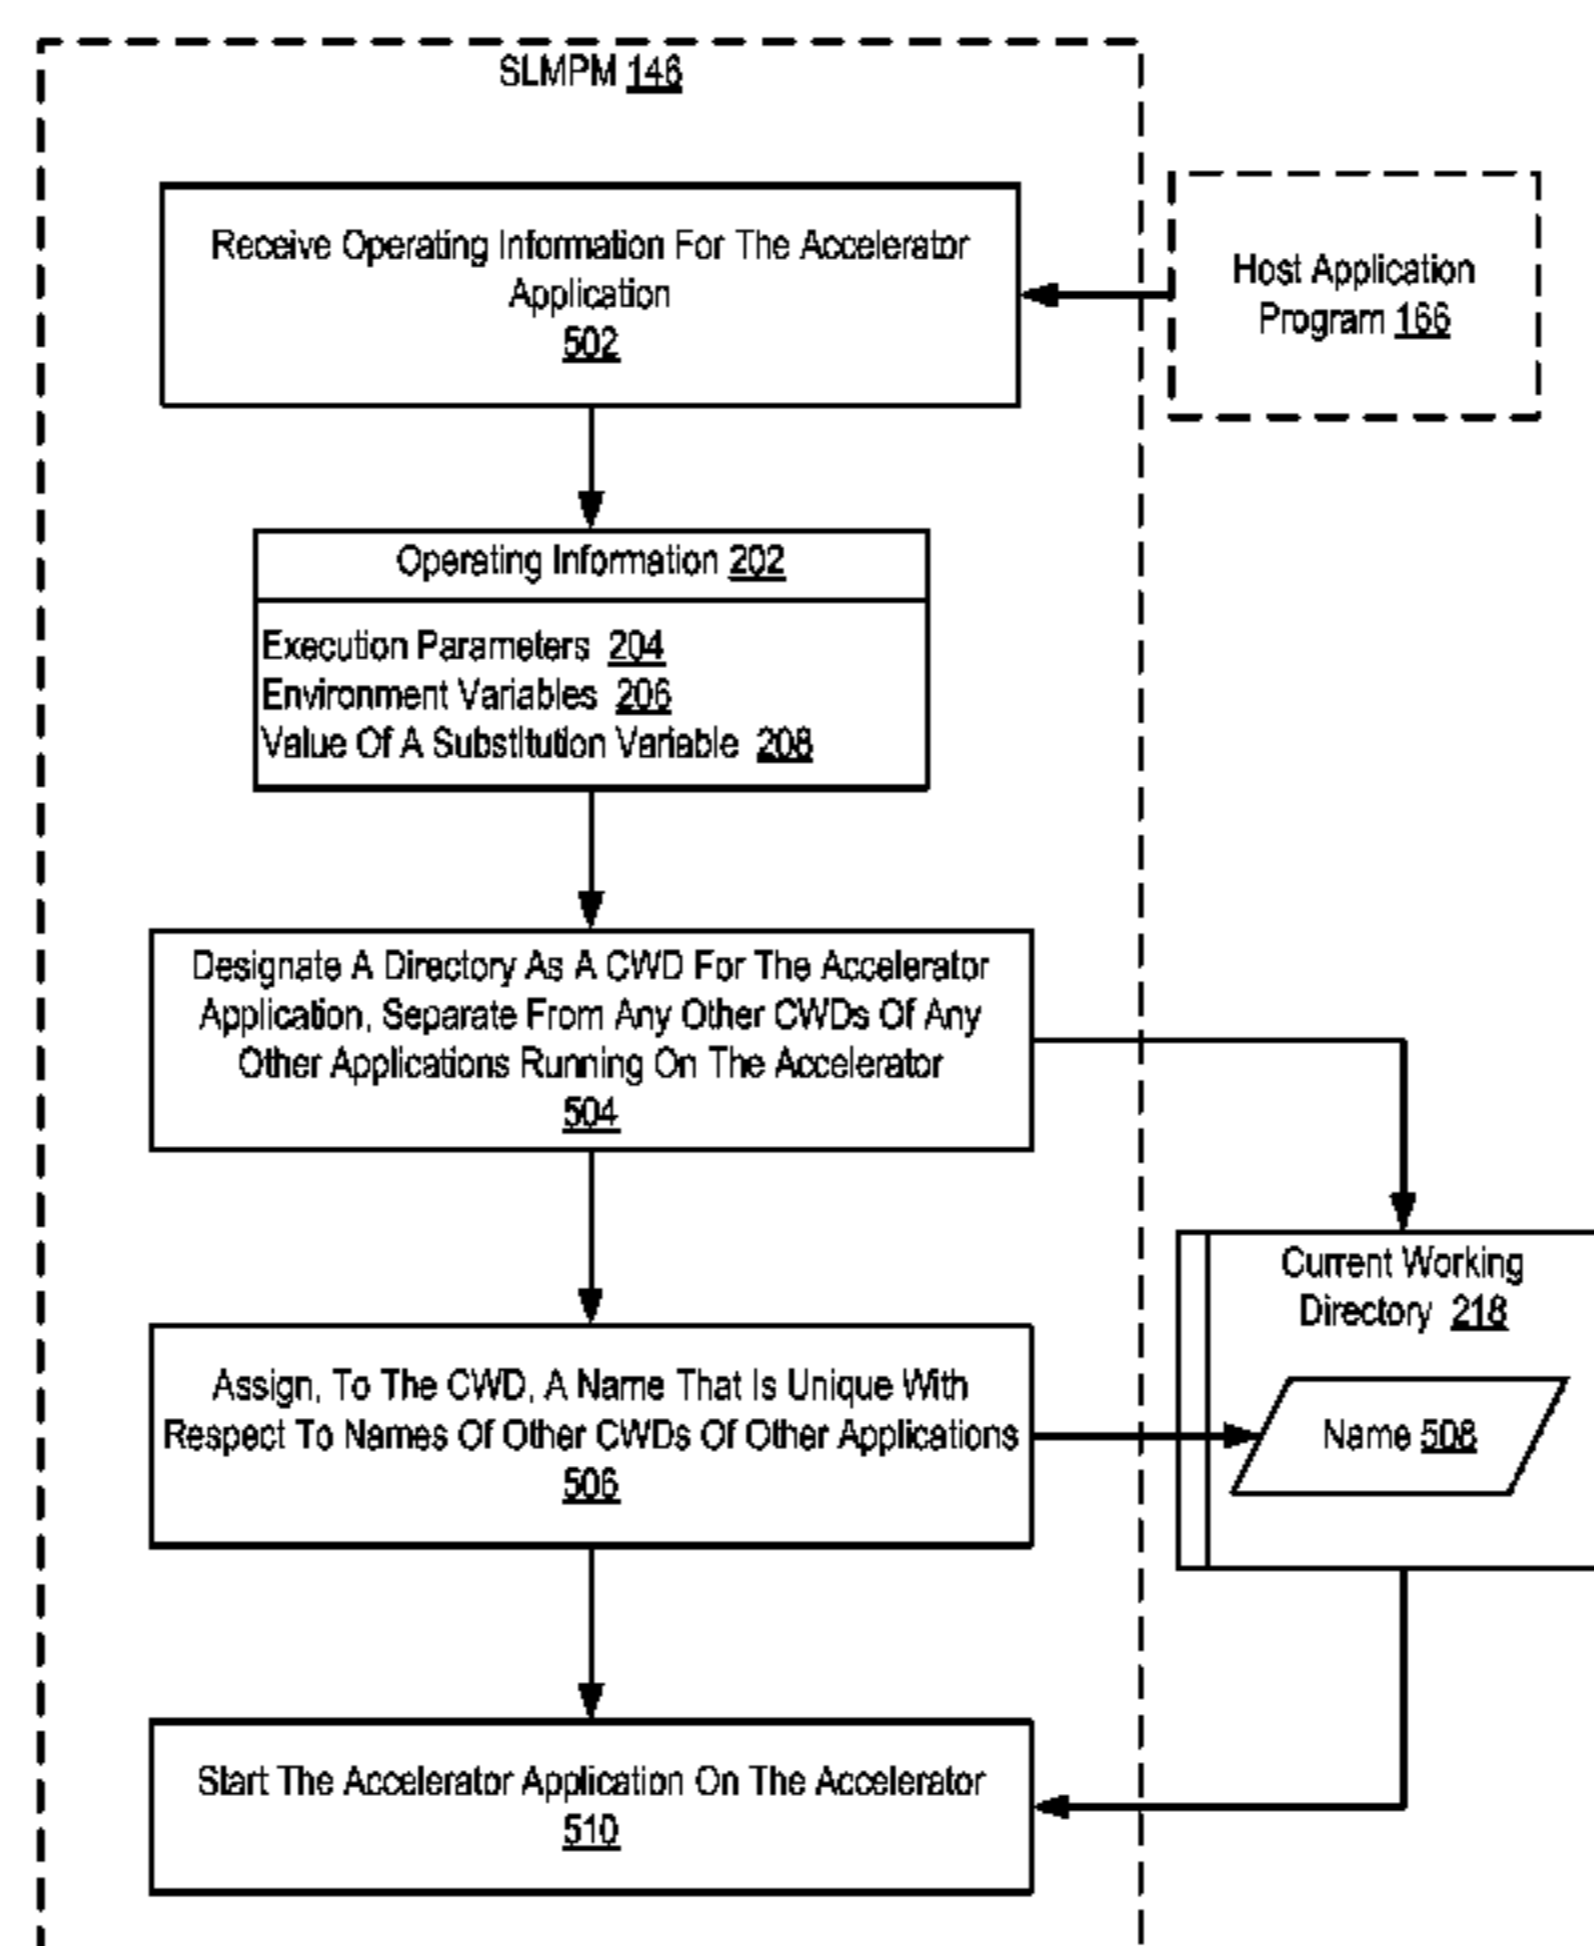 SLMPM 146
Receive Operating Information For The Accelerator
Application
502
Host Application
Program 166
Operating Information 202
Execution Parameters 204
Environment Variables 206
Value Of A Substitution Variable 208
Designate A Directory As A CWD For The Accelerator
Application, Separate From Any Other CWDs Of Any
Other Applications Running On The Accelerator
504
Current Working
Directory 218
Assign, To The CWD, A Name That Is Unique With
Respect To Names Of Other CWDs Of Other Applications
506
Name 508
Start The Accelerator Application On The Accelerator
510